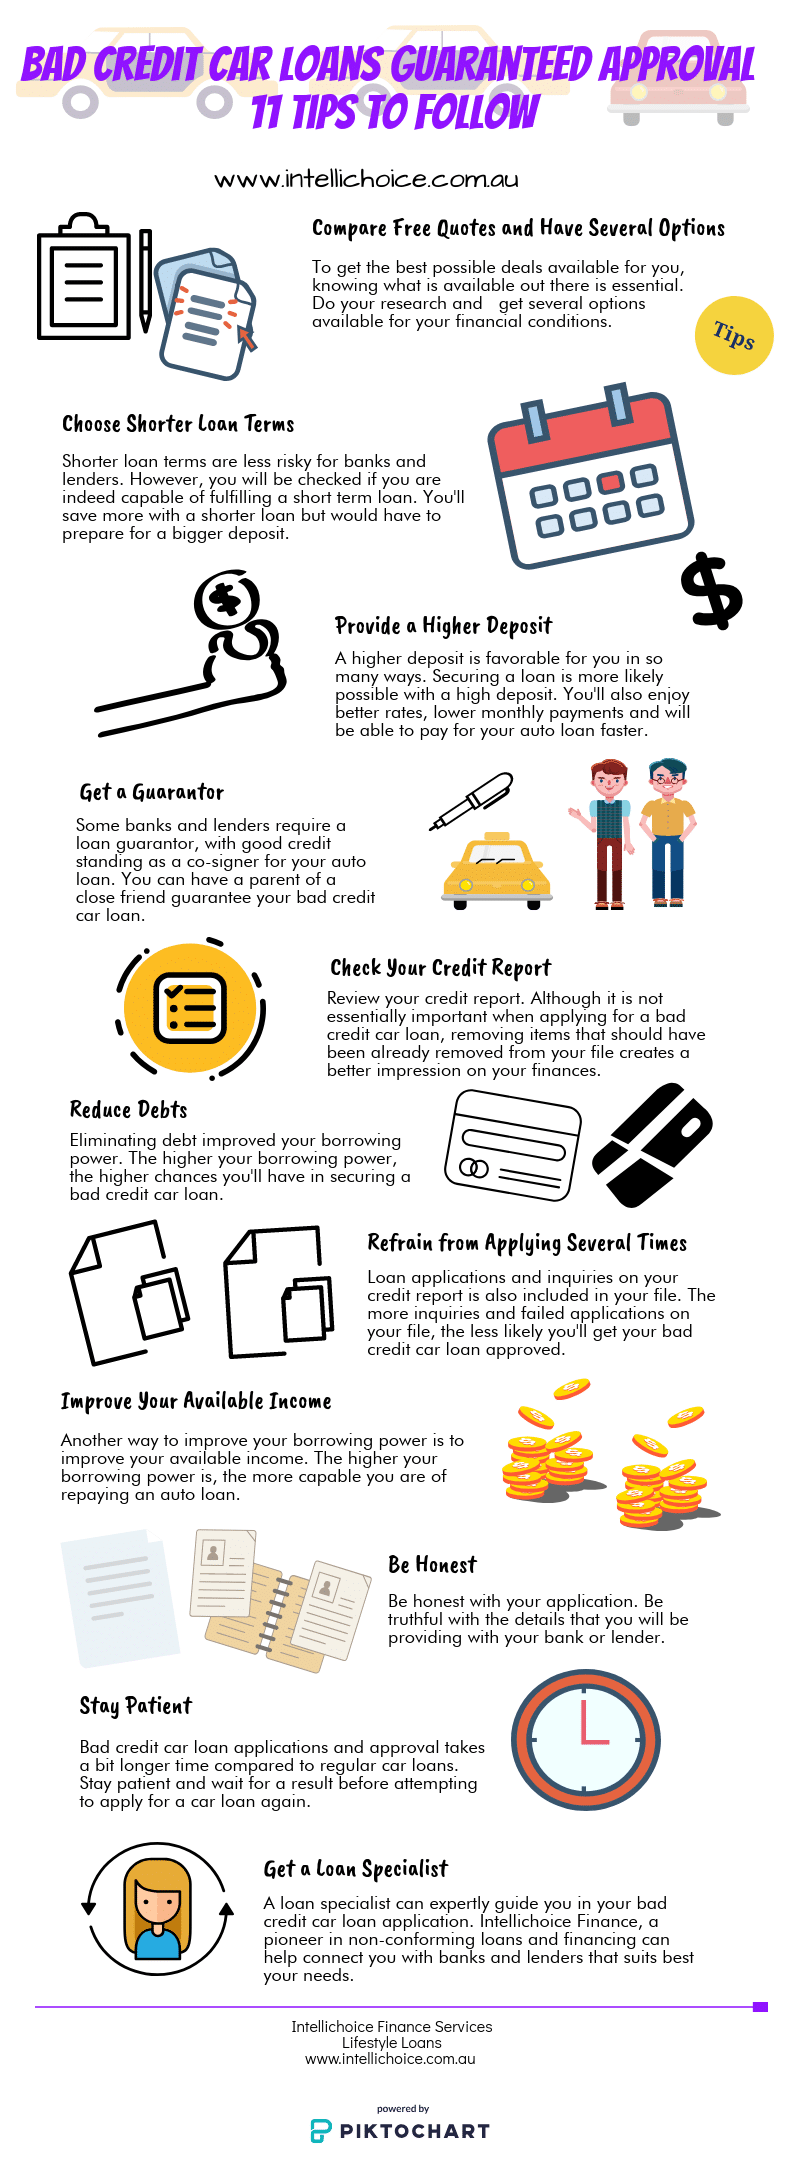 BAD CREDIT CAR LOANS GUARANTEED APPROVAL
11 TIPS TO FOLLOW
www.intellichoice.com.au
Compare Free Quotes and Have Several Options
To get the best possible deals available for you,
knowing what is available out there is essential.
Do your research and get several options
available for your financial conditions.
Tips
Choose Shorter Loan Terms
Shorter loan terms are less risky for banks and
lenders. However, you will be checked if you are
indeed capable of fulfilling a short term loan. You'll
save more with a shorter loan but would have to
prepare for a bigger deposit.
$
$
Provide a Higher Deposit
A higher deposit is favorable for you in so
many ways. Securing a loan is more likely
possible with a high deposit. You'll also enjoy
better rates, lower monthly payments and will
be able to pay for your auto loan faster.
Get a Guarantor
Some banks and lenders require a
loan guarantor, with good credit
standing as a co-signer for your auto
loan. You can have a parent of a
close friend guarantee your bad credit
car loan.
Check Your Credit Report
Review your credit report. Although it is not
essentially important when applying for a bad
credit car loan, removing items that should have
been already removed from your file creates a
better impression on your finances.
Reduce Debts
Eliminating debt improved your borrowing
power. The higher your borrowing power,
the higher chances you'll have in securing a
bad credit car loan.
Refrain from Applying Several Times
Loan applications and inquiries on your
credit report is also included in your file. The
more inquiries and failed applications on
your file, the less likely you'll get your bad
credit car loan approved.
Improve Your Available Income
Another way to improve your borrowing power is to
improve your available income. The higher your
borrowing power is, the more capable you are of
repaying an auto loan.
Be Honest
Be honest with your application. Be
truthful with the details that you will be
providing with your bank or lender.
Stay Patient
Bad credit car loan applications and approval takes
a bit longer time compared to regular car loans.
Stay patient and wait for a result before attempting
to apply for a car loan again.
Get a Loan Specialist
A loan specialist can expertly guide you in your bad
credit car loan application. Intellichoice Finance, a
pioneer in non-conforming loans and financing can
help connect you with banks and lenders that suits best
your needs.
Intellichoice Finance Services
Lifestyle Loans
www.intellichoice.com.au
powered by
PIKTOCHART